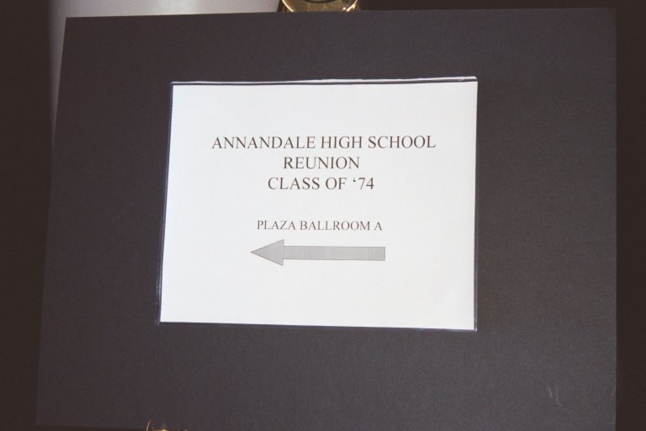 ANNANDALE HIGH SCHOOL
REUNION
CLASS OF ‘74
PLAZA BALLROOM A